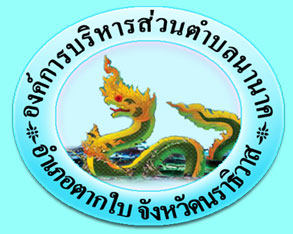 องค์การบริหารส่วนตำบลนานาค
อำเภอตากใบ จังหวัดนราธิวาส